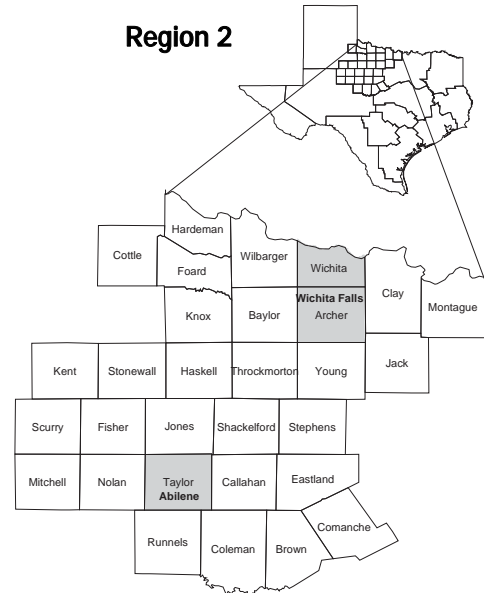 Region 2
Hardeman
Cottle
Wilbarger
Foard
Wichita
Clay
Wichita Falls
Knox
Baylor
Archer
Montague
Kent
Stonewall
Haskell
Throckmorton
Young
Jack
Scurry
Fisher
Jones
Shackelford
Stephens
Mitchell
Nolan
Taylor
Callahan
Eastland
Abilene
Comanche
Runnels
Coleman
Brown